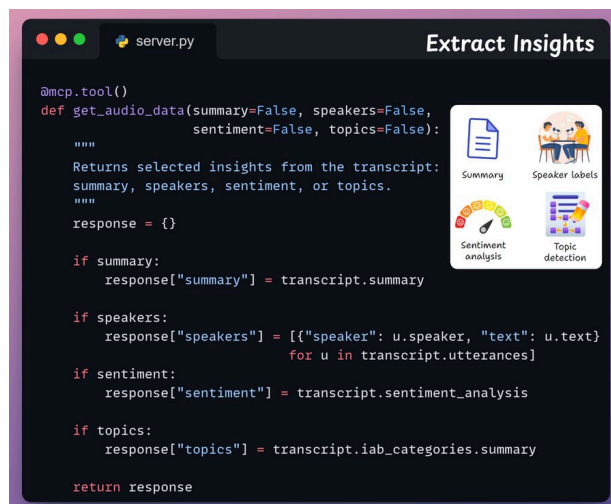 server.py
Extract Insights
@mcp.tool()
def get_audio_data(summary=False, speakers=False,
sentiment=False, topics=False):
"""
Returns selected insights from the transcript:
summary, speakers, sentiment, or topics.
"""
response = {}
if summary:
response["summary"] = transcript.summary
if speakers:
response["speakers"] = [{"speaker": u.speaker, "text": u.text}
for u in transcript.utterances]
if sentiment:
response["sentiment"] = transcript.sentiment_analysis
if topics:
response["topics"] = transcript.iab_categories.summary
return response
Summary
Speaker labels
Sentiment
analysis
Topic
detection